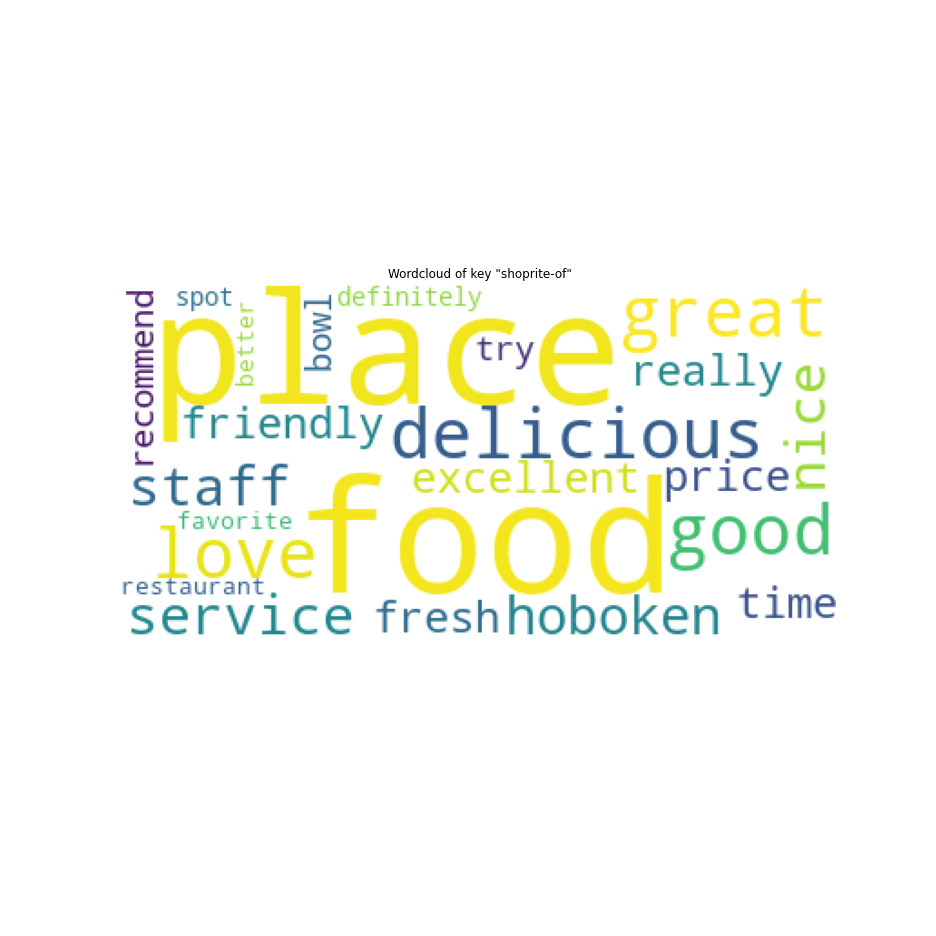 Wordcloud of key "shoprite-of"
recommend
spot
better
place
bowl
definitely
try
great
really
nice
friendly
delicious
staff
excellent
price
favorite
love
food
good
restaurant
service
fresh
hoboken
time